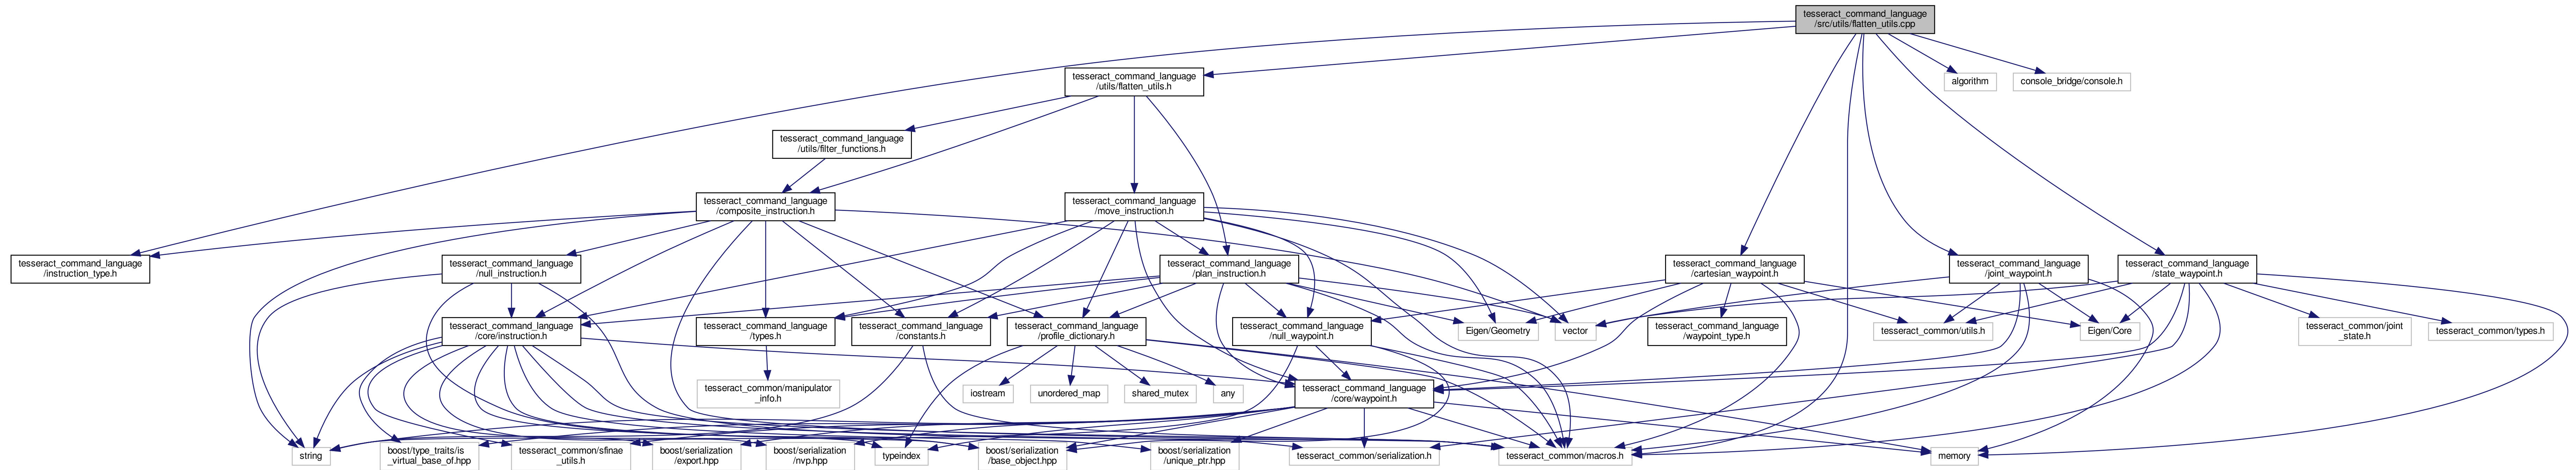 tesseract_command_language
/src/utils/flatten_utils.cpp
tesseract_command_language
/utils/flatten_utils.h
algorithm
console_bridge/console.h
tesseract_command_language
/utils/filter_functions.h
tesseract_command_language
/composite_instruction.h
tesseract_command_language
/move_instruction.h
tesseract_command_language
/instruction_type.h
tesseract_command_language
/null_instruction.h
tesseract_command_language
/plan_instruction.h
tesseract_command_language
/cartesian_waypoint.h
tesseract_command_language
/joint_waypoint.h
tesseract_command_language
/state_waypoint.h
tesseract_command_language
/core/instruction.h
tesseract_command_language
/types.h
tesseract_command_language
/constants.h
tesseract_command_language
/profile_dictionary.h
tesseract_command_language
/null_waypoint.h
Eigen/Geometry
vector
tesseract_command_language
/waypoint_type.h
tesseract_common/utils.h
Eigen/Core
tesseract_common/joint
_state.h
tesseract_common/types.h
tesseract_common/manipulator
_info.h
iostream
unordered_map
shared_mutex
any
tesseract_command_language
/core/waypoint.h
string
boost/type_traits/is
_virtual_base_of.hpp
tesseract_common/sfinae
_utils.h
boost/serialization
/export.hpp
boost/serialization
/nvp.hpp
typeindex
boost/serialization
/base_object.hpp
boost/serialization
/unique_ptr.hpp
tesseract_common/serialization.h
tesseract_common/macros.h
memory